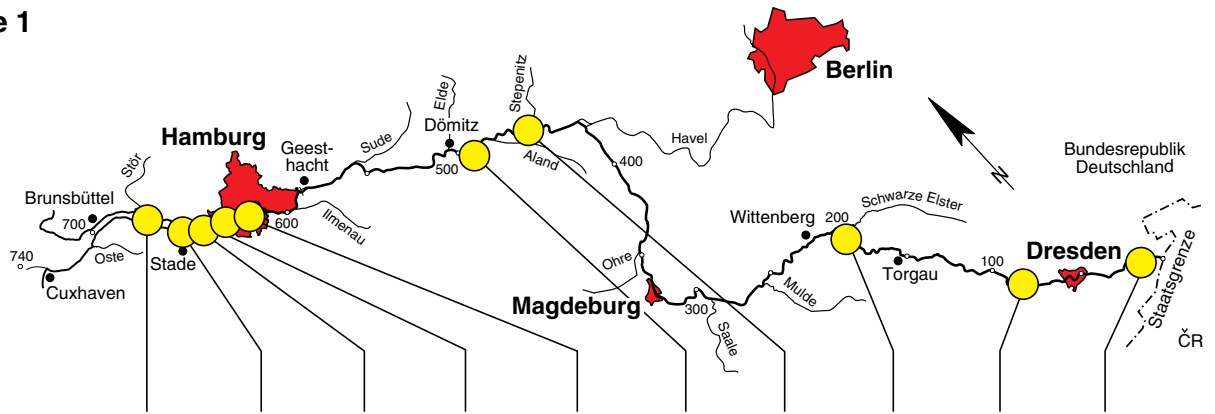 e 1
Berlin
Hamburg
Geest-
hacht
Sude
Elde
Dömitz
500
Stepenitz
Aland
Havel
400
Bundesrepublik
Deutschland
N
Stör
Brunsbüttel
700
740
Oste
Cuxhaven
Stade
600
Ilmenau
Wittenberg
200
Schwarze Elster
Torgau
100
Dresden
Staatsgrenze
ČR
Ohre
Magdeburg
300
Saale
Mulde